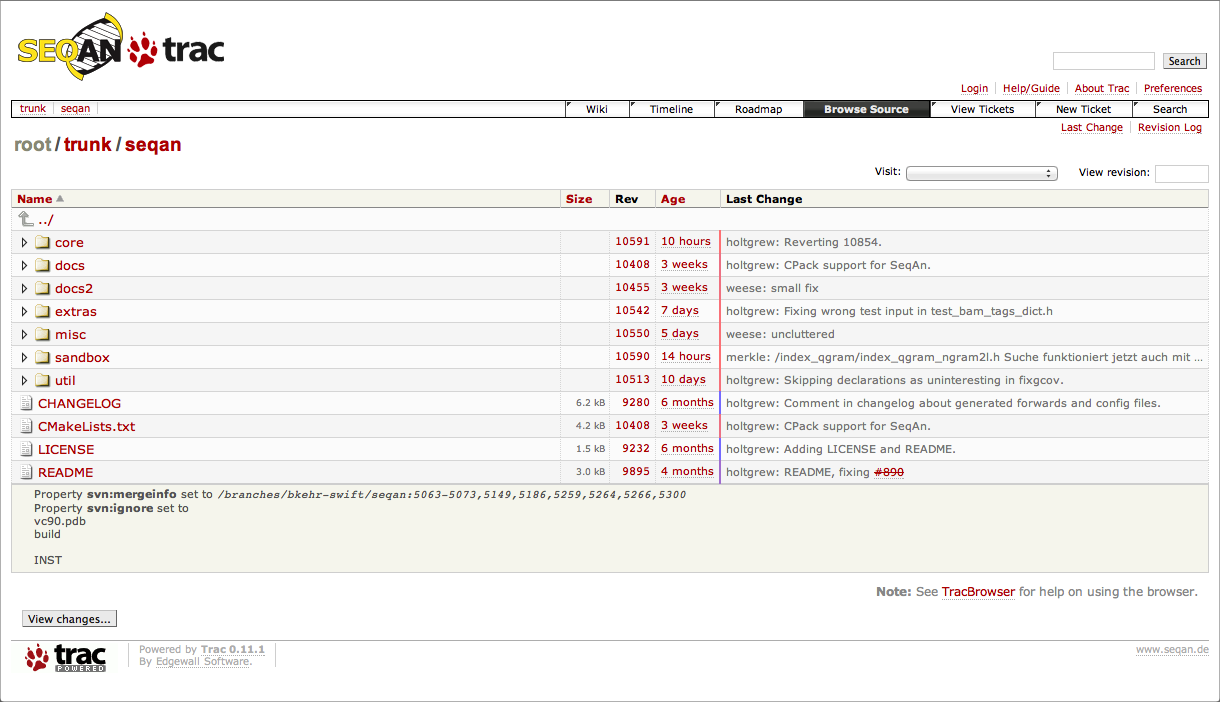 SEQAN trac
Search
Login Help/Guide About Trac Preferences
trunk seqan Wiki Timeline Roadmap Browse Source View Tickets New Ticket Search
Last Change Revision Log
root / trunk / seqan
Visit: View revision:
Name Size Rev Age Last Change
../
core 10591 10 hours holtgrew: Reverting 10854.
docs 10408 3 weeks holtgrew: CPack support for SeqAn.
docs2 10455 3 weeks weese: small fix
extras 10542 7 days holtgrew: Fixing wrong test input in test_bam_tags_dict.h
misc 10550 5 days weese: uncluttered
sandbox 10590 14 hours merkle: /index_qgram/index_qgram_ngram2l.h Suche funktioniert jetzt auch mit ...
util 10513 10 days holtgrew: Skipping declarations as uninteresting in fixgcov.
CHANGELOG 6.2 kB 9280 6 months holtgrew: Comment in changelog about generated forwards and config files.
CMakeLists.txt 4.2 kB 10408 3 weeks holtgrew: CPack support for SeqAn.
LICENSE 1.5 kB 9232 6 months holtgrew: Adding LICENSE and README.
README 3.0 kB 9895 4 months holtgrew: README, fixing #890
Property svn:mergeinfo set to /branches/bkehr-swift/seqan:5063-5073,5149,5186,5259,5264,5266,5300
Property svn:ignore set to
vc90.pdb
build
INST
Note: See TracBrowser for help on using the browser.
View changes...
trac POWERED
Powered by Trac 0.11.1
By Edgewall Software.
www.seqan.de